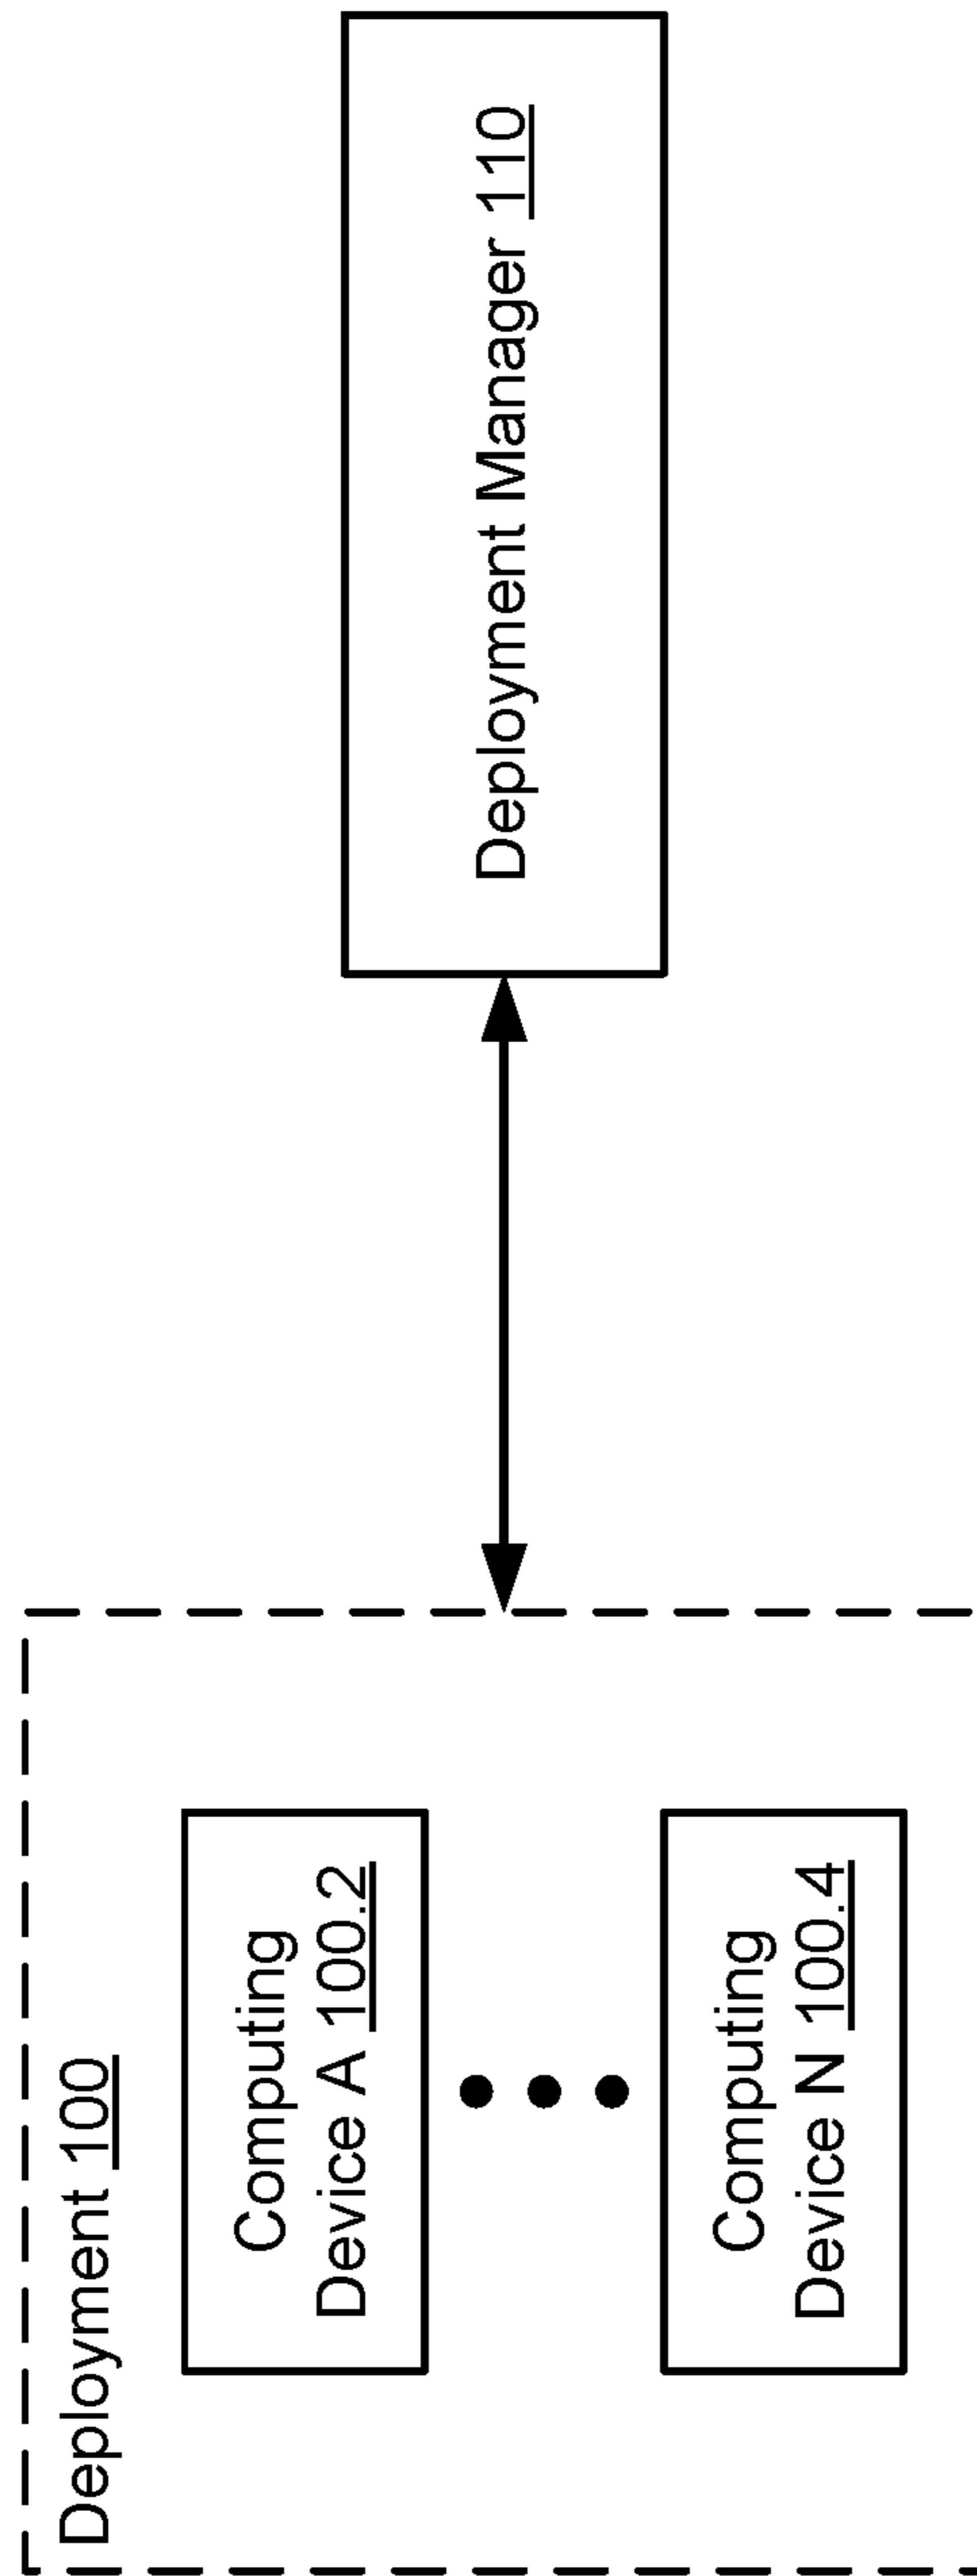 Deployment 100
Computing
Device A 100.2
Computing
Device N 100.4
Deployment Manager 110